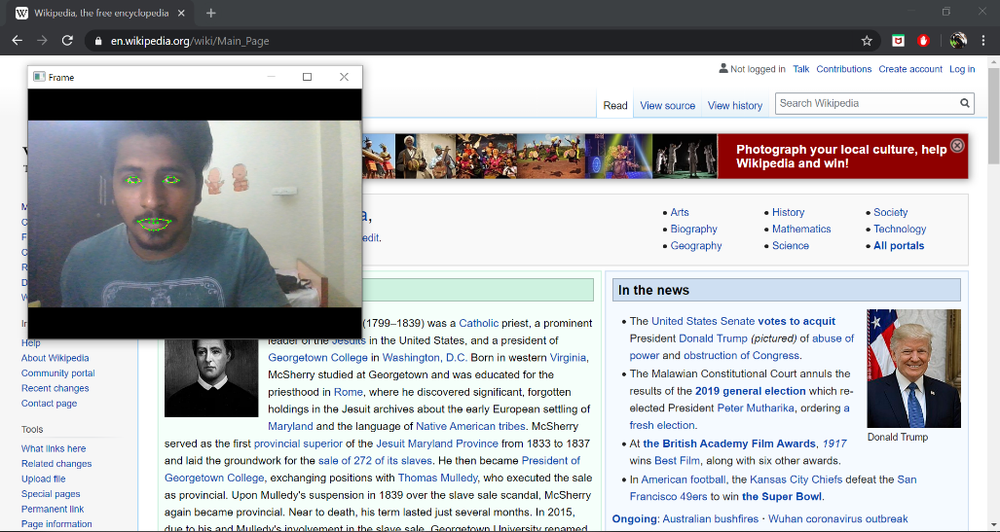 Wikipedia, the free encyclopedia
en.wikipedia.org/wiki/Main_Page
Frame
Not logged in Talk Contributions Create account Log in
Read View source View history Search Wikipedia
Photograph your local culture, help
Wikipedia and win!
a,
edit.
Arts
Biography
Geography
History
Mathematics
Science
Society
Technology
All portals
(1799–1839) was a Catholic priest, a prominent
leader of the Jesuits in the United States, and a president of
Georgetown College in Washington, D.C. Born in western Virginia,
McSherry studied at Georgetown and was educated for the
priesthood in Rome, where he discovered significant, forgotten
holdings in the Jesuit archives about the early European settling of
Maryland and the language of Native American tribes. McSherry
served as the first provincial superior of the Jesuit Maryland Province from 1833 to 1837
and laid the groundwork for the sale of 272 of its slaves. He then became President of
Georgetown College, exchanging positions with Thomas Mulledy, who executed the sale
as provincial. Upon Mulledy's suspension in 1839 over the slave sale scandal, McSherry
again became provincial. Near to death, his term lasted just several months. In 2015,
due to his and Mulledy's involvement in the slave sale, Georgetown University renamed
In the news
The United States Senate votes to acquit
President Donald Trump (pictured) of abuse of
power and obstruction of Congress.
The Malawian Constitutional Court annuls the
results of the 2019 general election which re-
elected President Peter Mutharika, ordering a
fresh election.
At the British Academy Film Awards, 1917
wins Best Film, along with six other awards.
In American football, the Kansas City Chiefs defeat the San
Francisco 49ers to win the Super Bowl.
Donald Trump
Ongoing: Australian bushfires · Wuhan coronavirus outbreak
Help
About Wikipedia
Community portal
Recent changes
Contact page
Tools
What links here
Related changes
Upload file
Special pages
Permanent link
Page information